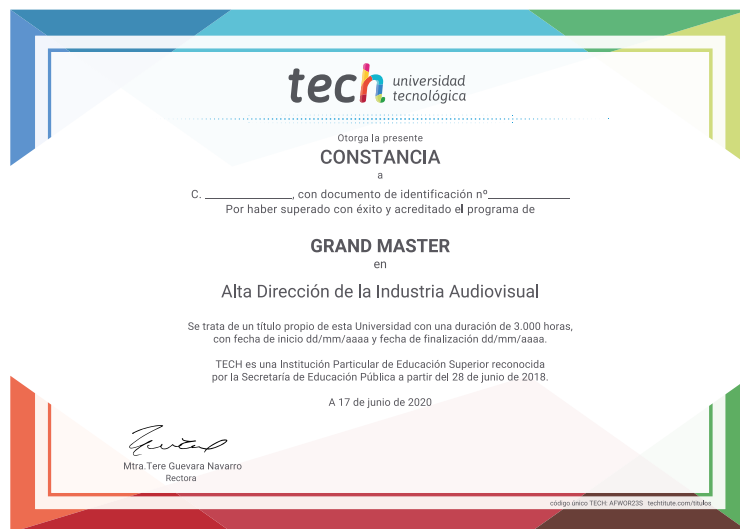 tech universidad
tecnológica
Otorga la presente
CONSTANCIA
a
C. _______________, con documento de identificación nº______________
Por haber superado con éxito y acreditado el programa de
GRAND MASTER
en
Alta Dirección de la Industria Audiovisual
Se trata de un título propio de esta Universidad con una duración de 3.000 horas,
con fecha de inicio dd/mm/aaaa y fecha de finalización dd/mm/aaaa.
TECH es una Institución Particular de Educación Superior reconocida
por la Secretaría de Educación Pública a partir del 28 de junio de 2018.
A 17 de junio de 2020
Mtra.Tere Guevara Navarro
Rectora
código único TECH: AFWOR23S techtitute.com/titulos